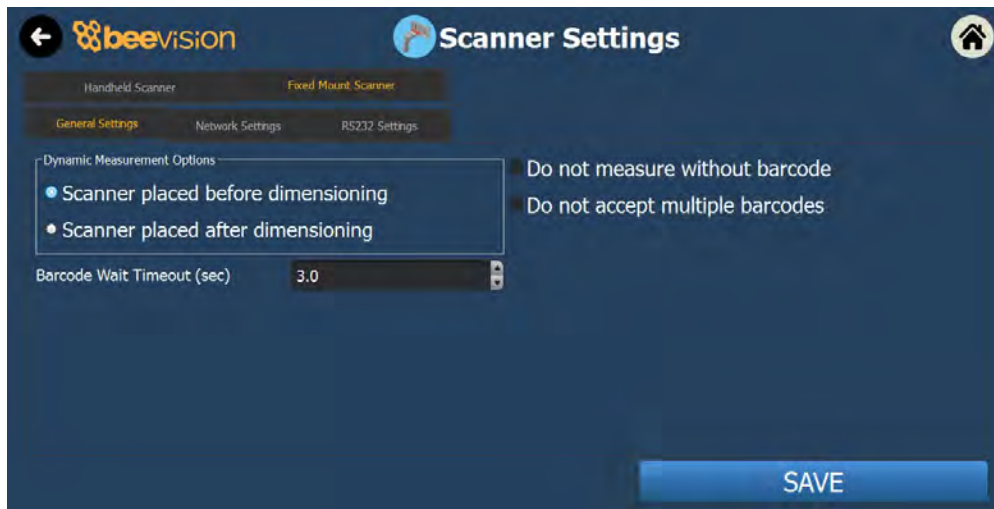 beevision
Scanner Settings
Handheld Scanner Fixed Mount Scanner
General Settings Network Settings RS232 Settings
Dynamic Measurement Options
Scanner placed before dimensioning
Scanner placed after dimensioning
Do not measure without barcode
Do not accept multiple barcodes
Barcode Wait Timeout (sec) 3.0
SAVE